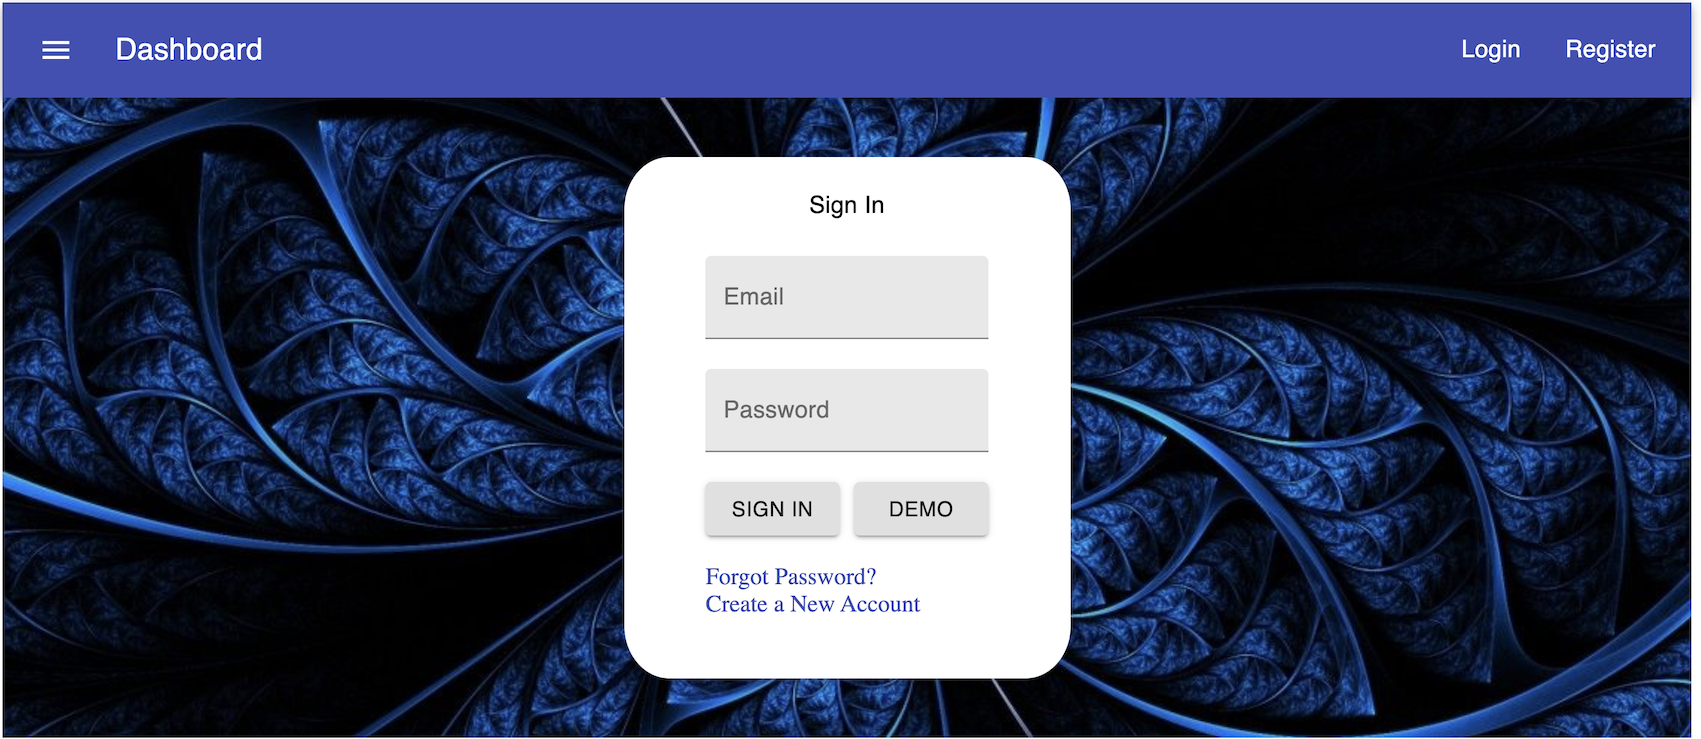 Dashboard Login Register
Sign In
Email
Password
SIGN IN DEMO
Forgot Password?
Create a New Account